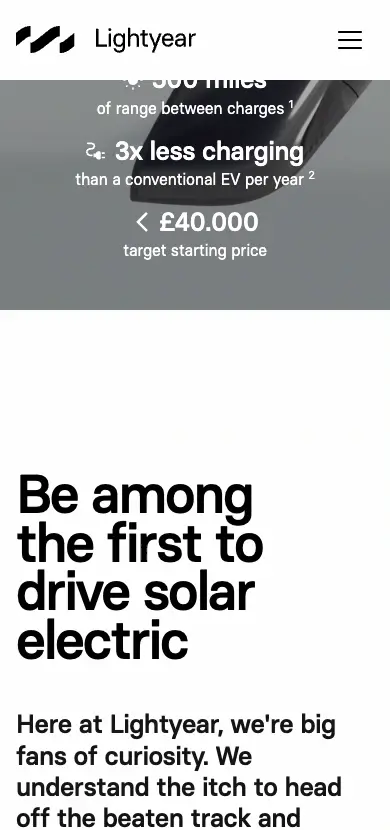 Lightyear
500 miles
of range between charges 1
3x less charging
than a conventional EV per year 2
< £40.000
target starting price
Be among
the first to
drive solar
electric
Here at Lightyear, we're big
fans of curiosity. We
understand the itch to head
off the beaten track and